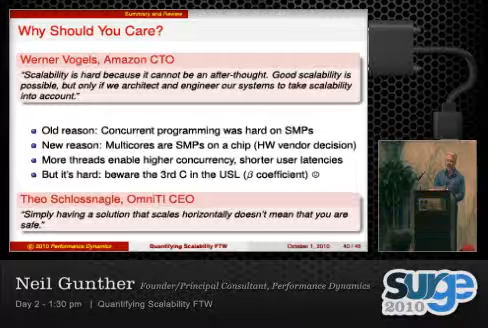 Summary and Review
Why Should You Care?
Werner Vogels, Amazon CTO
"Scalability is hard because it cannot be an after-thought. Good scalability is
possible, but only if we architect and engineer our systems to take scalability
into account."
Old reason: Concurrent programming was hard on SMPs
New reason: Multicores are SMPs on a chip (HW vendor decision)
More threads enable higher concurrency, shorter user latencies
But it's hard: beware the 3rd C in the USL (β coefficient) ☺
Theo Schlossnagle, OmniTI CEO
"Simply having a solution that scales horizontally doesn't mean that you are
safe."
© 2010 Performance Dynamics Quantifying Scalability FTW October 1, 2010 40 / 45
Neil Gunther Founder/Principal Consultant, Performance Dynamics
Day 2 - 1:30 pm | Quantifying Scalability FTW
surge
2010